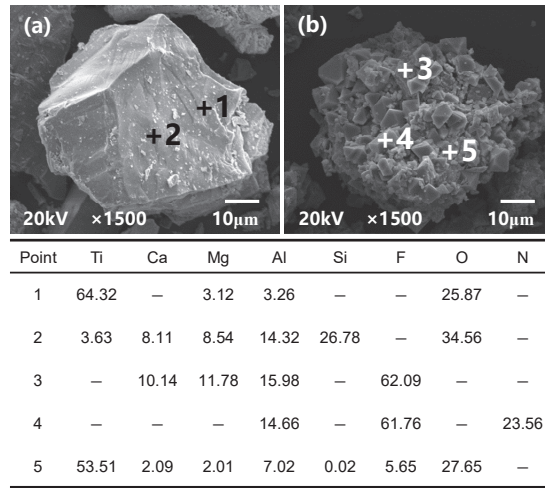 (a) (b)
+1 +3
+2 +4 +5
20kV ×1500 10μm 20kV ×1500 10μm
Point Ti Ca Mg Al Si F O N
1 64.32 — 3.12 3.26 — — 25.87 —
2 3.63 8.11 8.54 14.32 26.78 — 34.56 —
3 — 10.14 11.78 15.98 — 62.09 — —
4 — — — 14.66 — 61.76 — 23.56
5 53.51 2.09 2.01 7.02 0.02 5.65 27.65 —